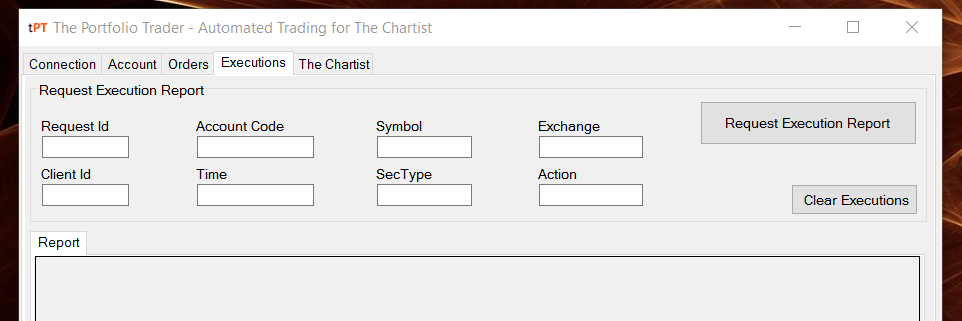 tPT The Portfolio Trader - Automated Trading for The Chartist
Connection Account Orders Executions The Chartist
Request Execution Report
Request Id Account Code Symbol Exchange
Request Execution Report
Client Id Time SecType Action
Clear Executions
Report